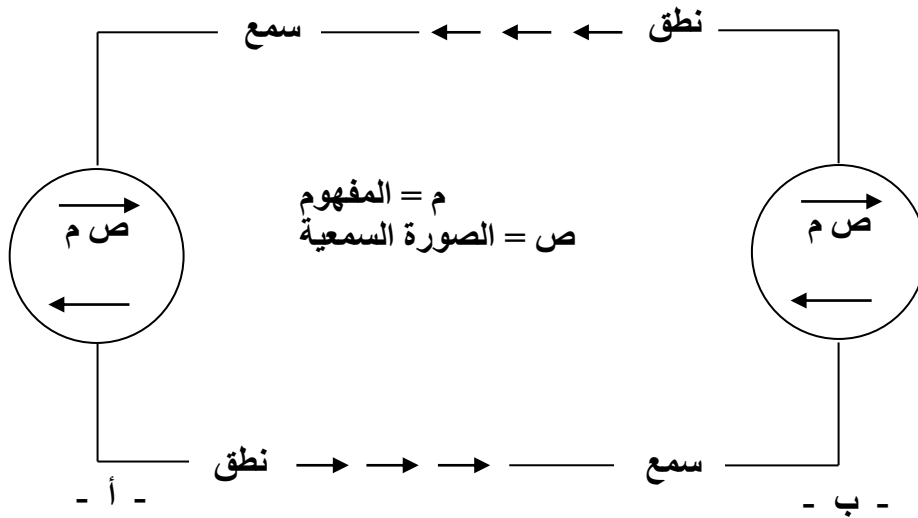 نطق
سمع
م = المفهوم
ص = الصورة السمعية
ص م
ص م
سمع
نطق
- ب -
- أ -